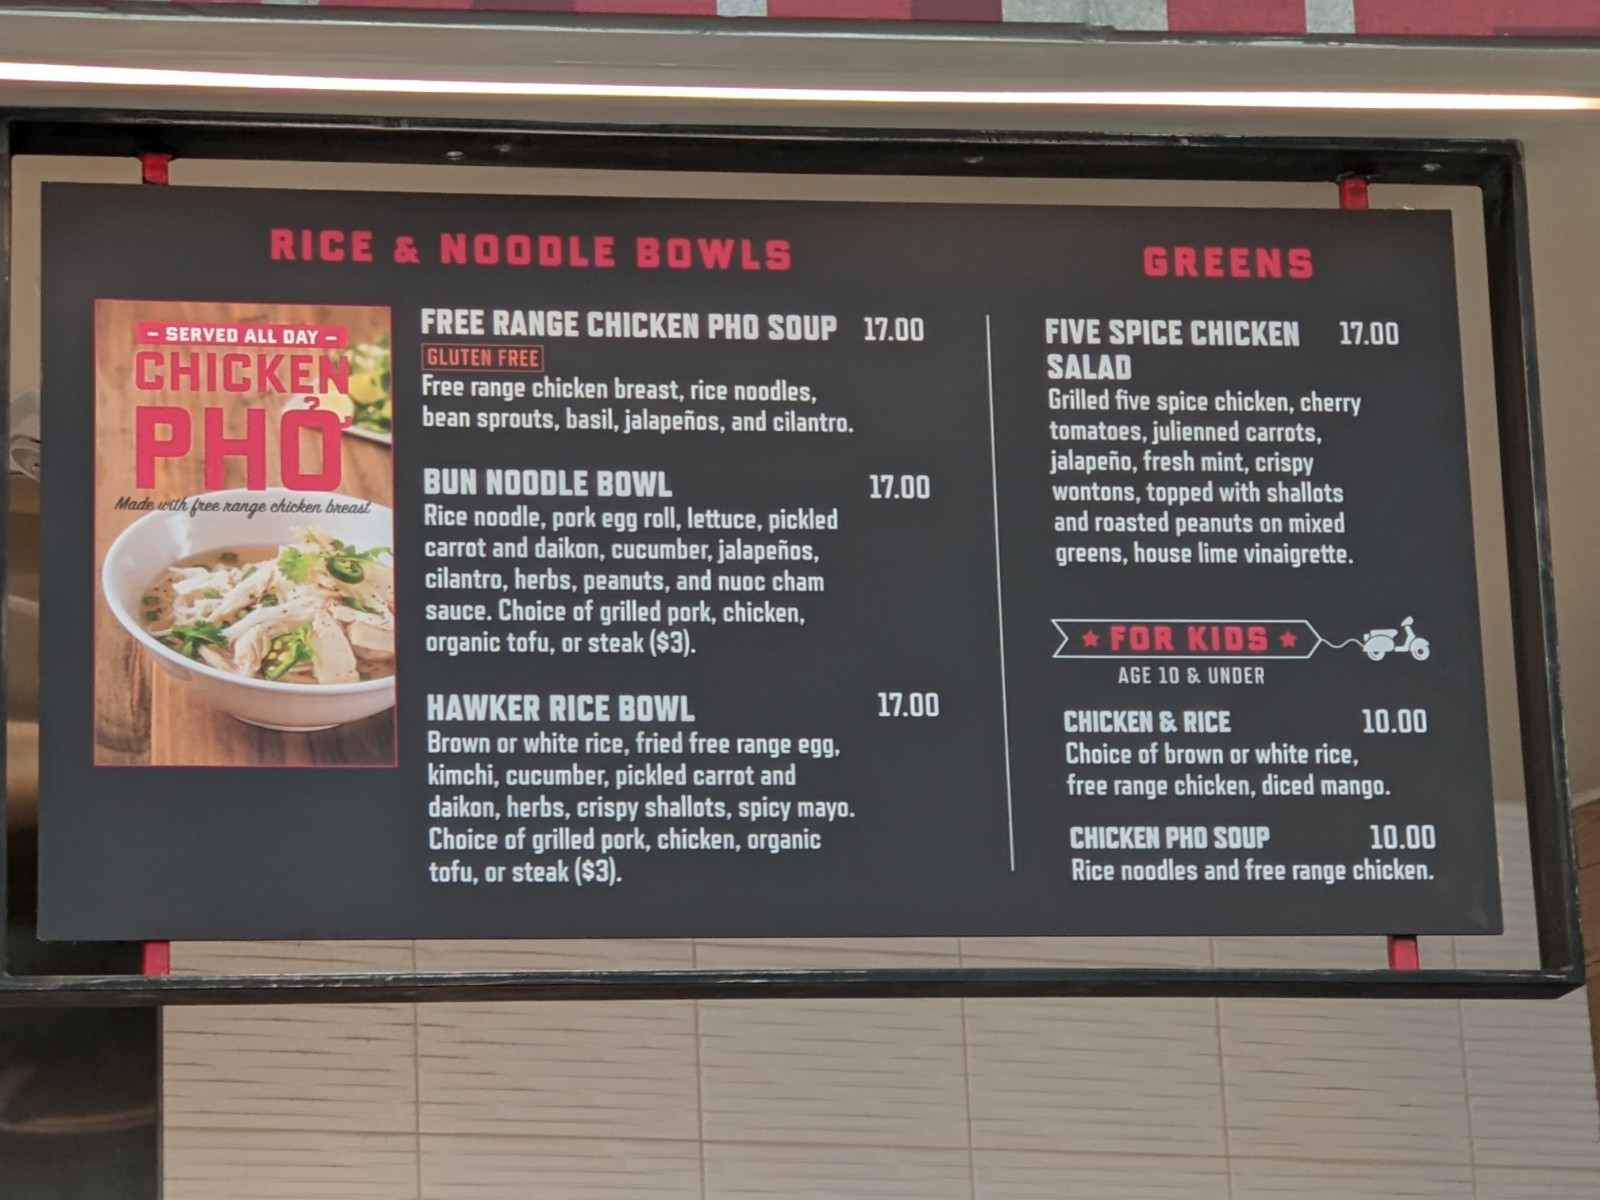 RICE & NOODLE BOWLS
– SERVED ALL DAY –
CHICKEN
PHỞ
Made with free range chicken breast
FREE RANGE CHICKEN PHO SOUP 17.00
GLUTEN FREE
Free range chicken breast, rice noodles,
bean sprouts, basil, jalapeños, and cilantro.
BUN NOODLE BOWL 17.00
Rice noodle, pork egg roll, lettuce, pickled
carrot and daikon, cucumber, jalapeños,
cilantro, herbs, peanuts, and nuoc cham
sauce. Choice of grilled pork, chicken,
organic tofu, or steak ($3).
HAWKER RICE BOWL 17.00
Brown or white rice, fried free range egg,
kimchi, cucumber, pickled carrot and
daikon, herbs, crispy shallots, spicy mayo.
Choice of grilled pork, chicken, organic
tofu, or steak ($3).
GREENS
FIVE SPICE CHICKEN 17.00
SALAD
Grilled five spice chicken, cherry
tomatoes, julienned carrots,
jalapeño, fresh mint, crispy
wontons, topped with shallots
and roasted peanuts on mixed
greens, house lime vinaigrette.
★ FOR KIDS ★
AGE 10 & UNDER
CHICKEN & RICE 10.00
Choice of brown or white rice,
free range chicken, diced mango.
CHICKEN PHO SOUP 10.00
Rice noodles and free range chicken.